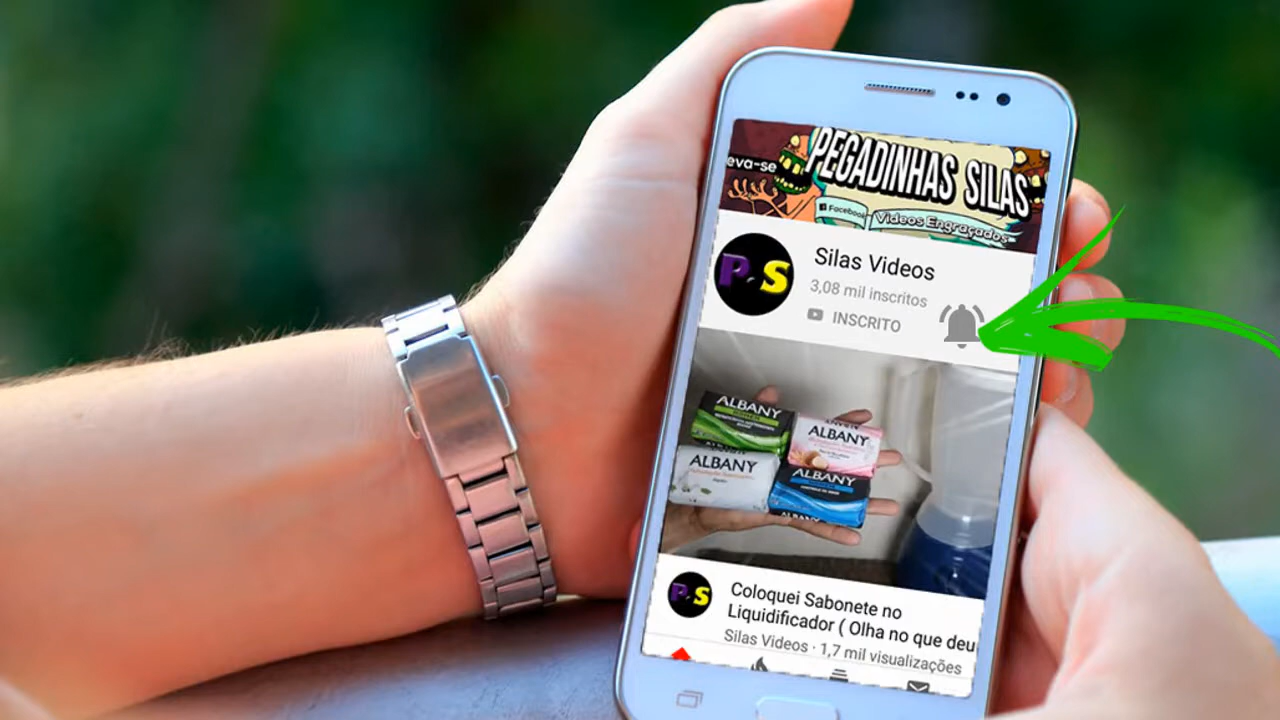 eva-se
PEGADINHAS SILAS
Facebook
Videos Engraçados
P S
Silas Videos
3,08 mil inscritos
INSCRITO
ALBANY
ALBANY
ALBANY
ALBANY
P S
Coloquei Sabonete no
Liquidificador ( Olha no que deu
Silas Videos · 1,7 mil visualizações